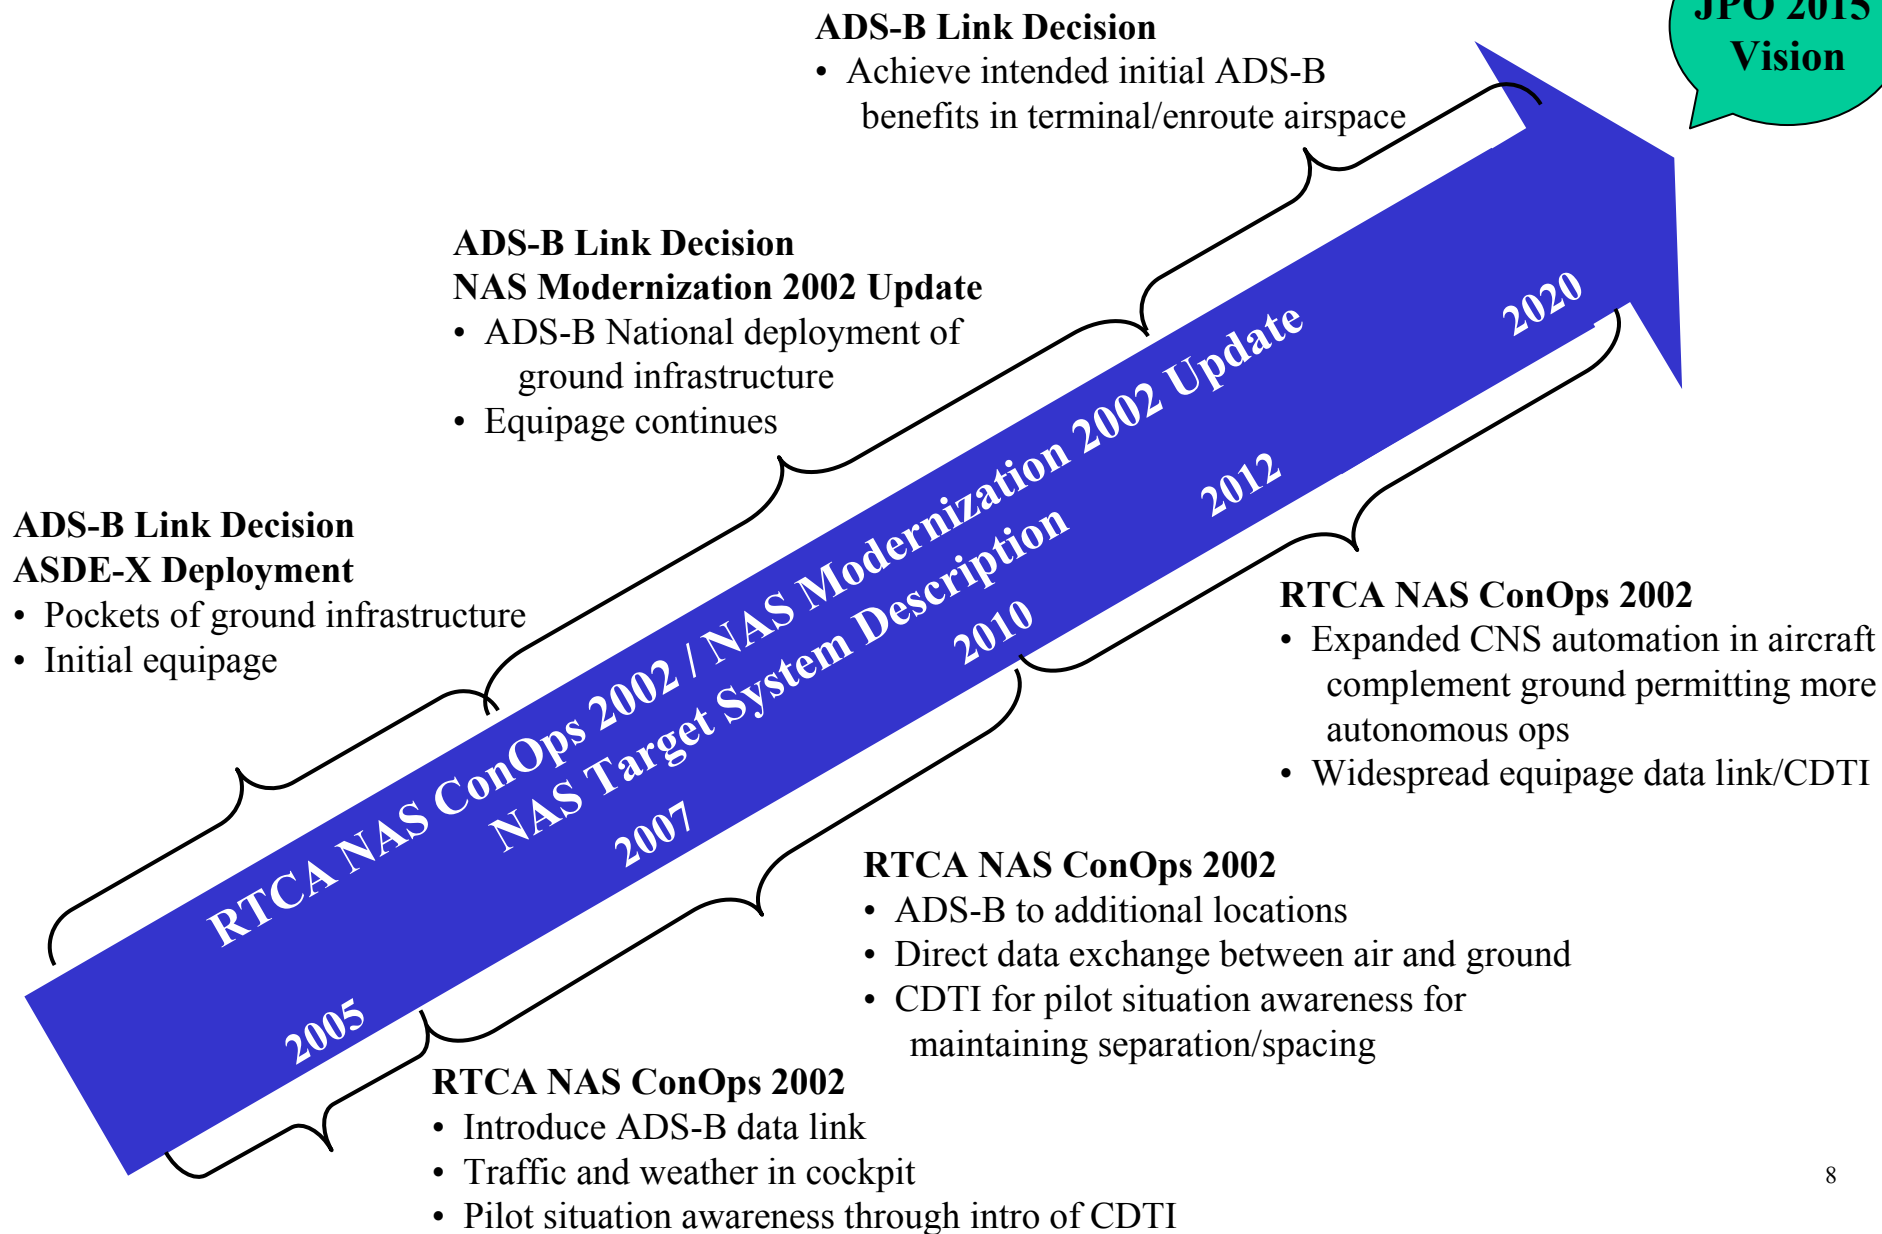 JPO 2015
Vision
ADS-B Link Decision
• Achieve intended initial ADS-B
benefits in terminal/enroute airspace
ADS-B Link Decision
NAS Modernization 2002 Update
• ADS-B National deployment of
ground infrastructure
• Equipage continues
ADS-B Link Decision
ASDE-X Deployment
• Pockets of ground infrastructure
• Initial equipage
RTCA NAS ConOps 2002 / NAS Modernization 2002 Update
NAS Target System Description
2005
2007
2010
2012
2020
RTCA NAS ConOps 2002
• Expanded CNS automation in aircraft
complement ground permitting more
autonomous ops
• Widespread equipage data link/CDTI
RTCA NAS ConOps 2002
• ADS-B to additional locations
• Direct data exchange between air and ground
• CDTI for pilot situation awareness for
maintaining separation/spacing
RTCA NAS ConOps 2002
• Introduce ADS-B data link
• Traffic and weather in cockpit
• Pilot situation awareness through intro of CDTI
8